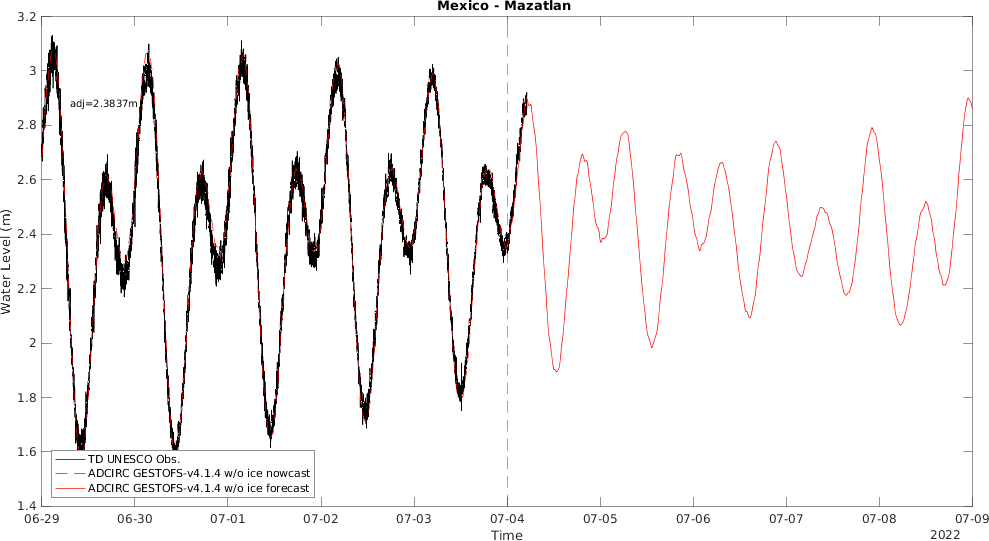 Mexico - Mazatlan
3.2
3
2.8
2.6
2.4
2.2
2
1.8
1.6
1.4
Water Level (m)
adj=2.3837m
TD UNESCO Obs.
ADCIRC GESTOFS-v4.1.4 w/o ice nowcast
ADCIRC GESTOFS-v4.1.4 w/o ice forecast
06-29 06-30 07-01 07-02 07-03 07-04 07-05 07-06 07-07 07-08 07-09
Time
2022